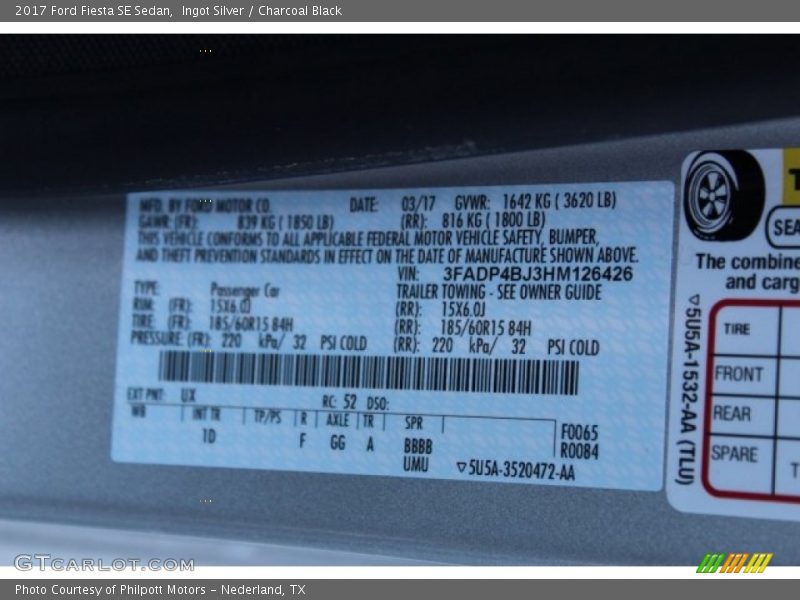 2017 Ford Fiesta SE Sedan, Ingot Silver / Charcoal Black
MFD. BY FORD MOTOR CO. DATE: 03/17 GVWR: 1642 KG ( 3620 LB)
GAWR (FR): 839 KG ( 1850 LB) (RR): 816 KG ( 1800 LB)
THIS VEHICLE CONFORMS TO ALL APPLICABLE FEDERAL MOTOR VEHICLE SAFETY, BUMPER,
AND THEFT PREVENTION STANDARDS IN EFFECT ON THE DATE OF MANUFACTURE SHOWN ABOVE.
VIN: 3FADP4BJ3HM126426
TYPE: Passenger Car TRAILER TOWING - SEE OWNER GUIDE
RIM: (FR): 15X6.0J (RR): 15X6.0J
TIRE: (FR): 185/60R15 84H (RR): 185/60R15 84H
PRESSURE (FR): 220 kPa/ 32 PSI COLD (RR): 220 kPa/ 32 PSI COLD
EXT PNT: UX RC: 52 DSO:
WB INT TR TP/PS R AXLE TR SPR
1D F GG A BBBB
UMU
F0065
R0084
▽5U5A-3520472-AA
SEA
The combine
and carg
▽5U5A-1532-AA (TLU)
TIRE
FRONT
REAR
SPARE
T
GTCARLOT.COM
Photo Courtesy of Philpott Motors - Nederland, TX